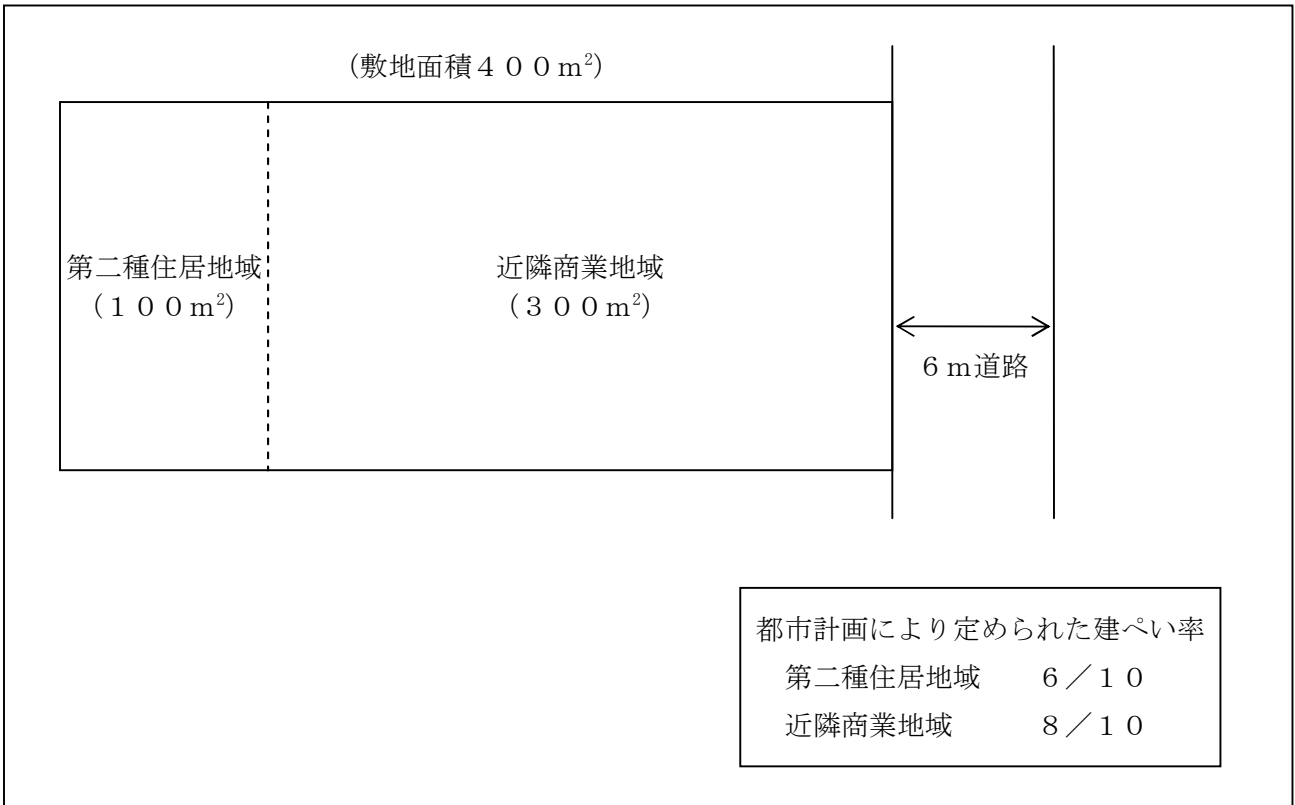 (敷地面積４００m²)
第二種住居地域
(１００m²)
近隣商業地域
(３００m²)
６m道路
都市計画により定められた建ぺい率
第二種住居地域　　６／１０
近隣商業地域　　８／１０